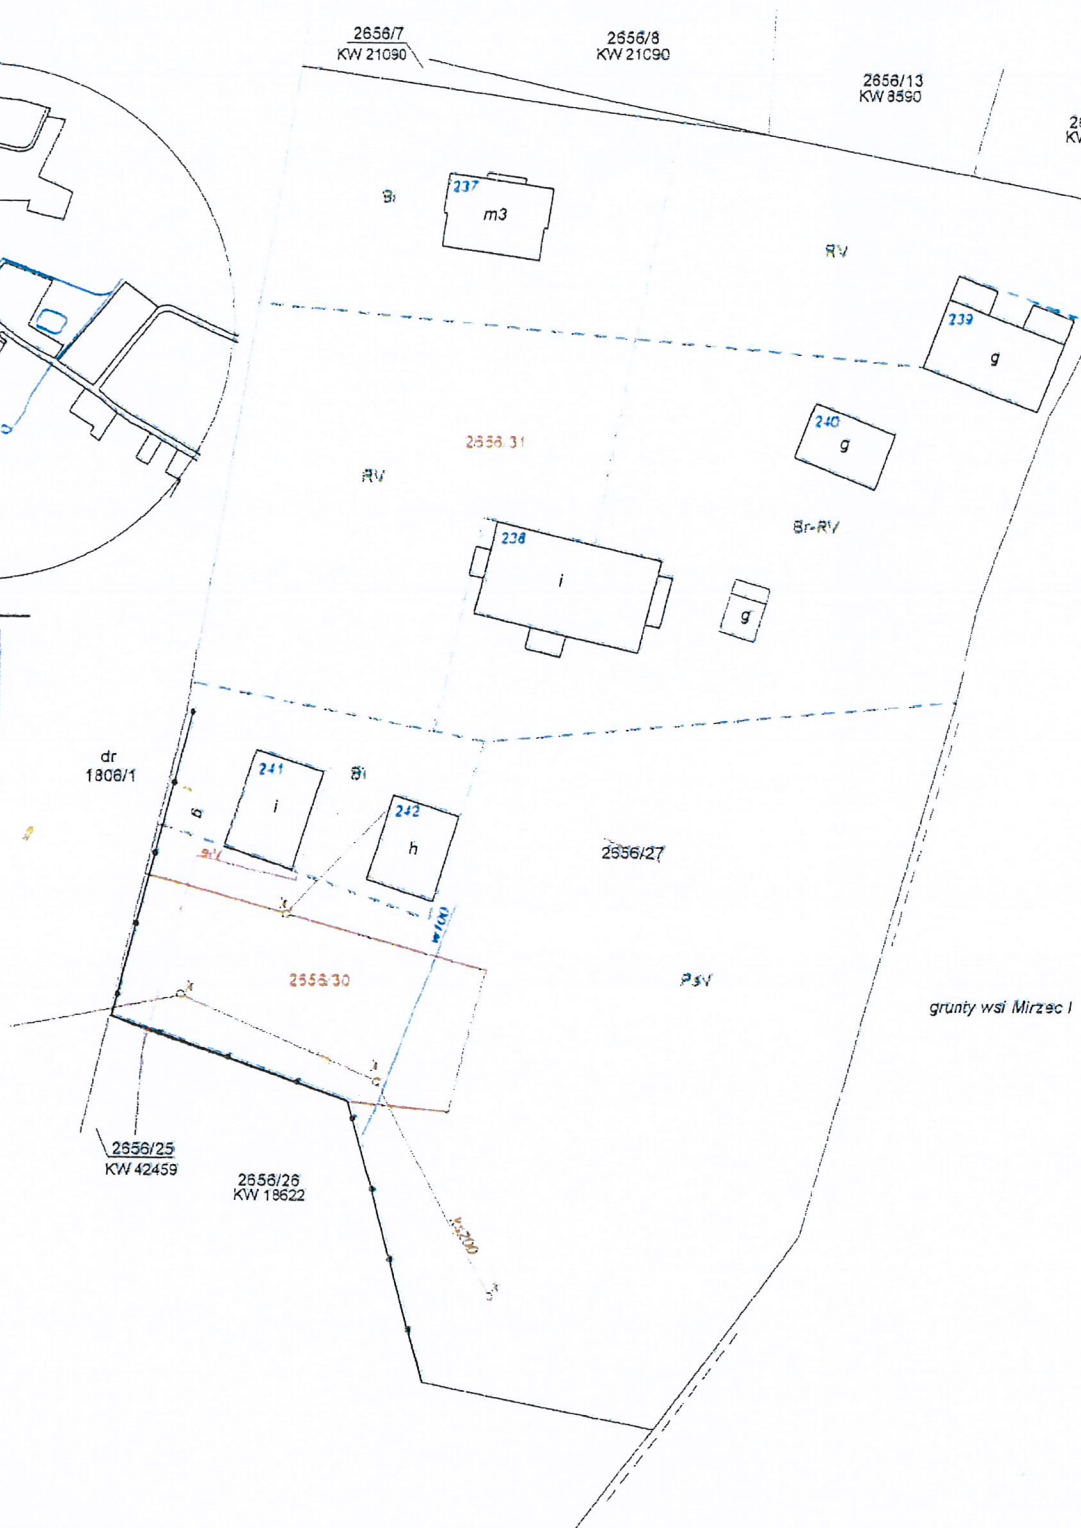 2656/7
KW 21090
2656/8
KW 21090
2656/13
KW 8590
Bi
237
m3
RV
239
g
240
g
2656/31
RV
Br-RV
238
i
g
dr
1806/1
241
i
Bi
242
h
g
2656/27
w100
2656/30
PsV
grunty wsi Mirzec I
k
k
k
2656/25
KW 42459
2656/26
KW 18622
ks200
k